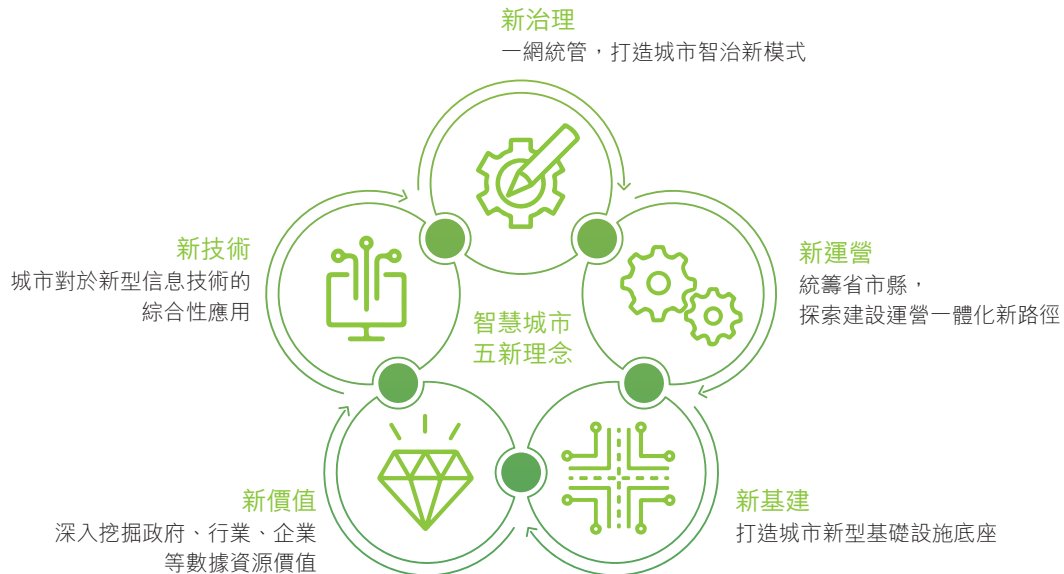 新治理
一網統管，打造城市智治新模式
新技術
城市對於新型信息技術的
綜合性應用
新運營
統籌省市縣，
探索建設運營一體化新路徑
智慧城市
五新理念
新價值
深入挖掘政府、行業、企業
等數據資源價值
新基建
打造城市新型基礎設施底座